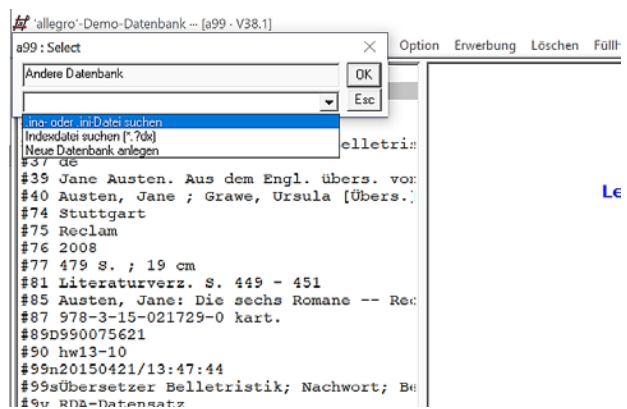 'allegro'-Demo-Datenbank -- [a99 - V38.1]
a99 : Select
Option Erwerbung Löschen Füllh
Andere Datenbank
OK
Esc
.ina- oder .ini-Datei suchen
Indexdatei suchen (*.?dx)
Neue Datenbank anlegen
elletris
#37 de
#39 Jane Austen. Aus dem Engl. übers. von
#40 Austen, Jane ; Grawe, Ursula [Übers.]
Le
#74 Stuttgart
#75 Reclam
#76 2008
#77 479 S. ; 19 cm
#81 Literaturverz. S. 449 - 451
#85 Austen, Jane: Die sechs Romane -- Rec
#87 978-3-15-021729-0 kart.
#89D990075621
#90 hw13-10
#99n20150421/13:47:44
#99sÜbersetzer Belletristik; Nachwort; Be
#9v RDA-Datensatz